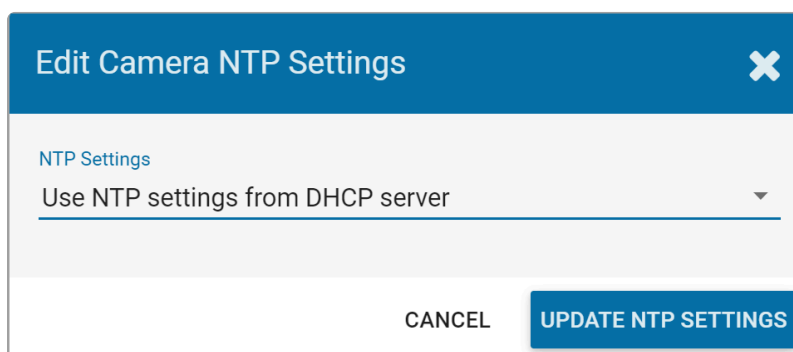 Edit Camera NTP Settings
NTP Settings
Use NTP settings from DHCP server
CANCEL
UPDATE NTP SETTINGS